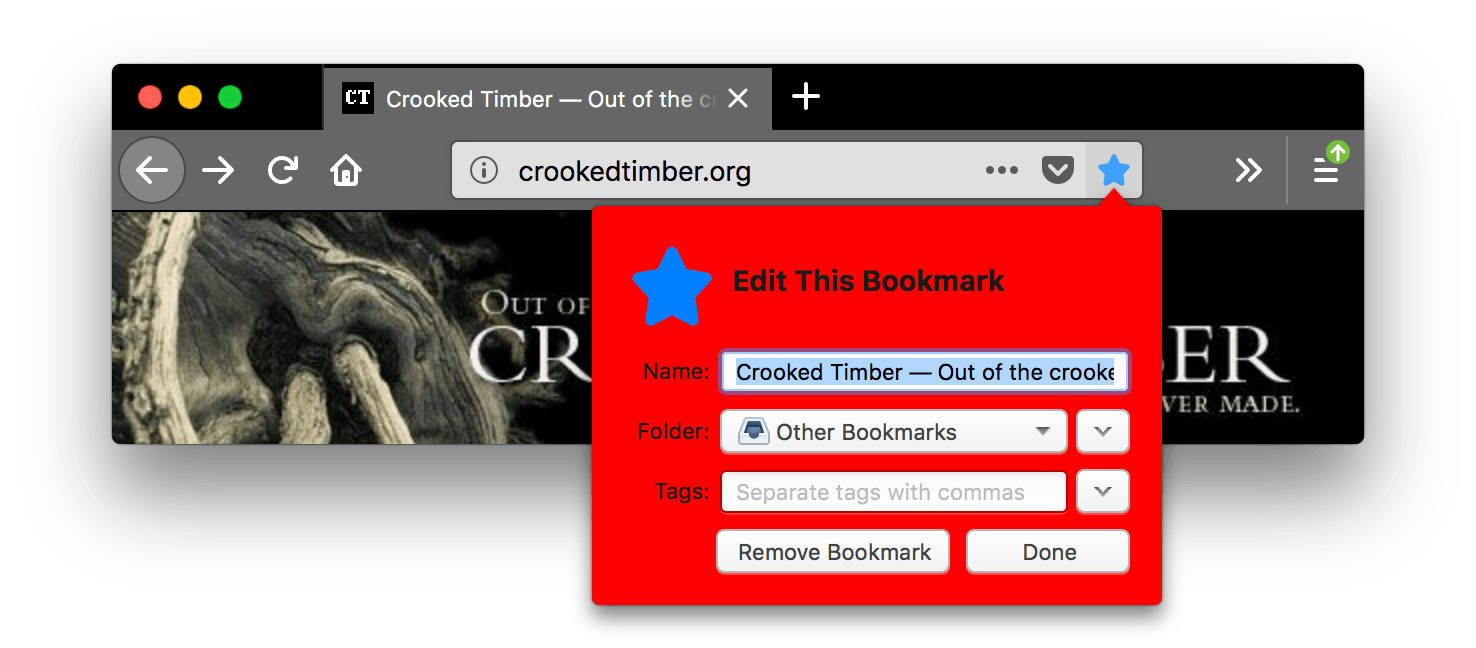 CT Crooked Timber — Out of the c
crookedtimber.org
Edit This Bookmark
OUT OF
CR
ER
Name: Crooked Timber — Out of the crooke
VER MADE.
Folder: Other Bookmarks
Tags: Separate tags with commas
Remove Bookmark Done